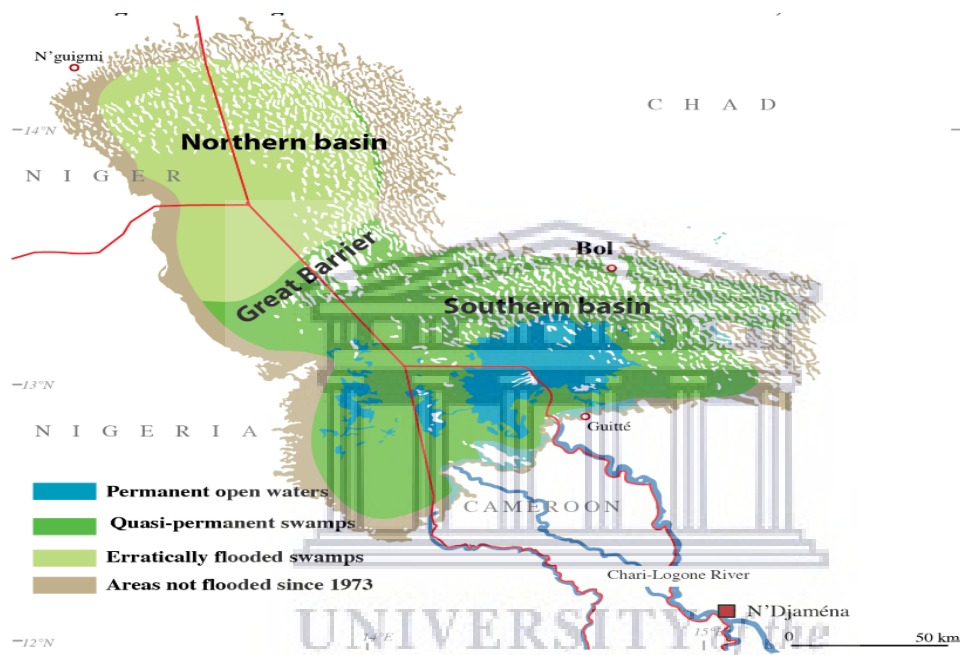 N'guigmi
CHAD
14°N
Northern basin
NIGER
Great Barrier
Bol
Southern basin
13°N
NIGERIA
Guitté
Permanent open waters
CAMEROON
Quasi-permanent swamps
Erratically flooded swamps
Chari-Logone River
Areas not flooded since 1973
N'Djaména
UNIVERSITY of the
14°E
15°E
12°N
0 50 km